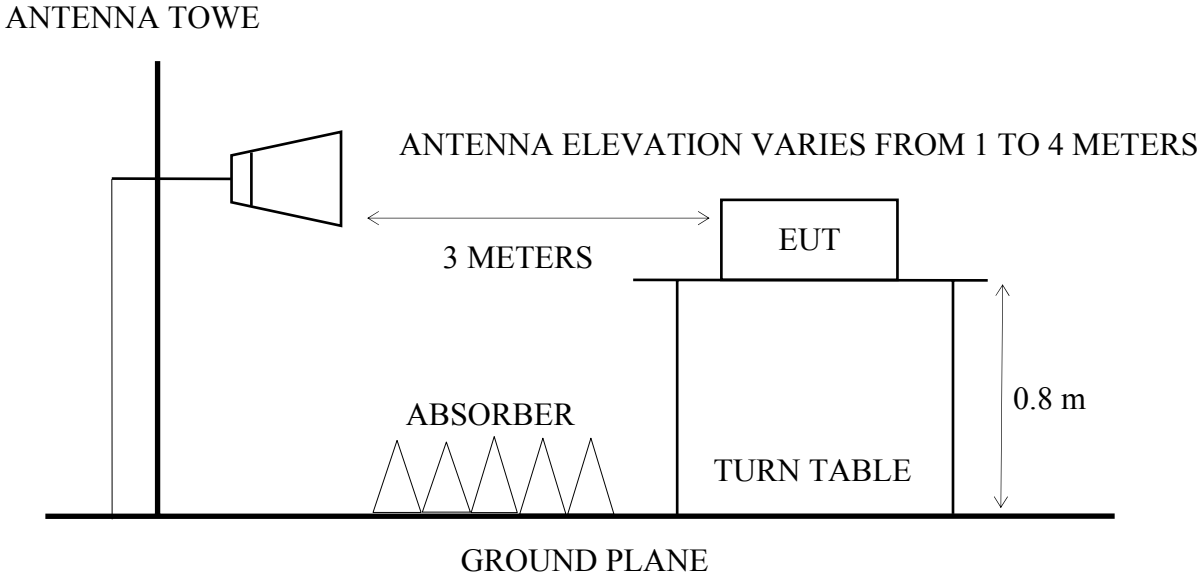 ANTENNA TOWE
ANTENNA ELEVATION VARIES FROM 1 TO 4 METERS
3 METERS
EUT
0.8 m
ABSORBER
TURN TABLE
GROUND PLANE